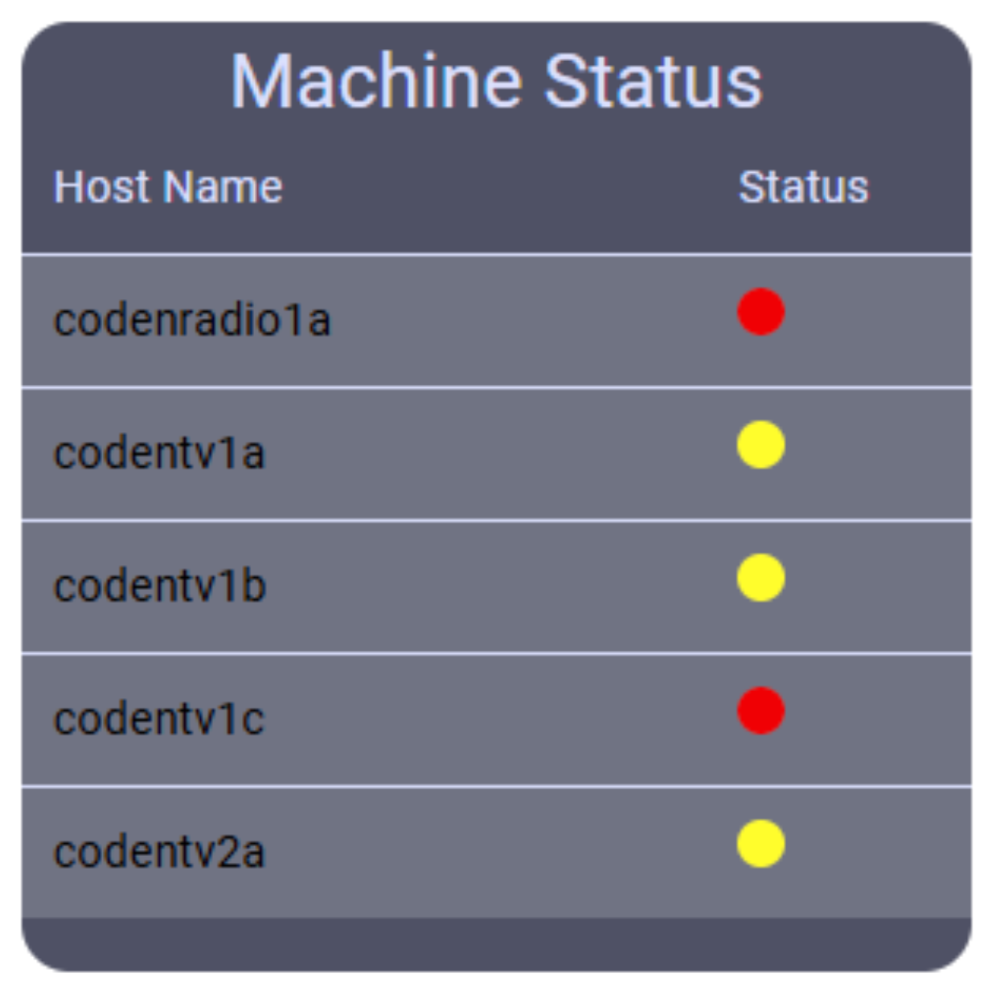 Machine Status
Host Name Status
codenradio1a
codentv1a
codentv1b
codentv1c
codentv2a